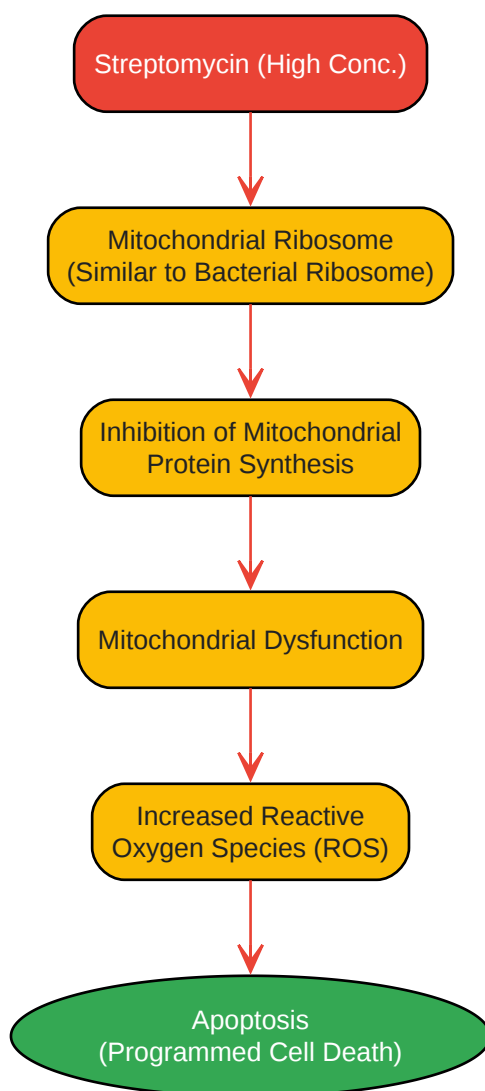 Streptomycin (High Conc.)
Mitochondrial Ribosome
(Similar to Bacterial Ribosome)
Inhibition of Mitochondrial
Protein Synthesis
Mitochondrial Dysfunction
Increased Reactive
Oxygen Species (ROS)
Apoptosis
(Programmed Cell Death)